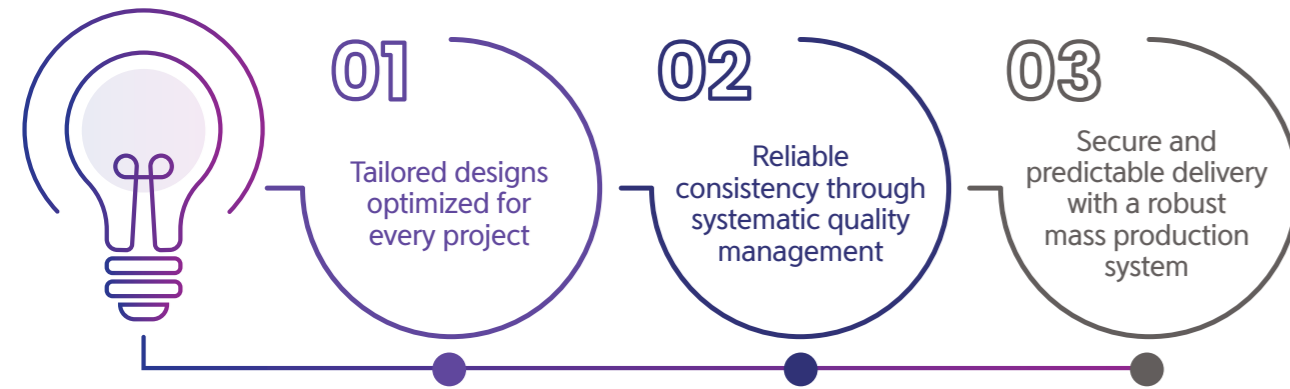 01
Tailored designs
optimized for
every project
02
Reliable
consistency through
systematic quality
management
03
Secure and
predictable delivery
with a robust
mass production
system